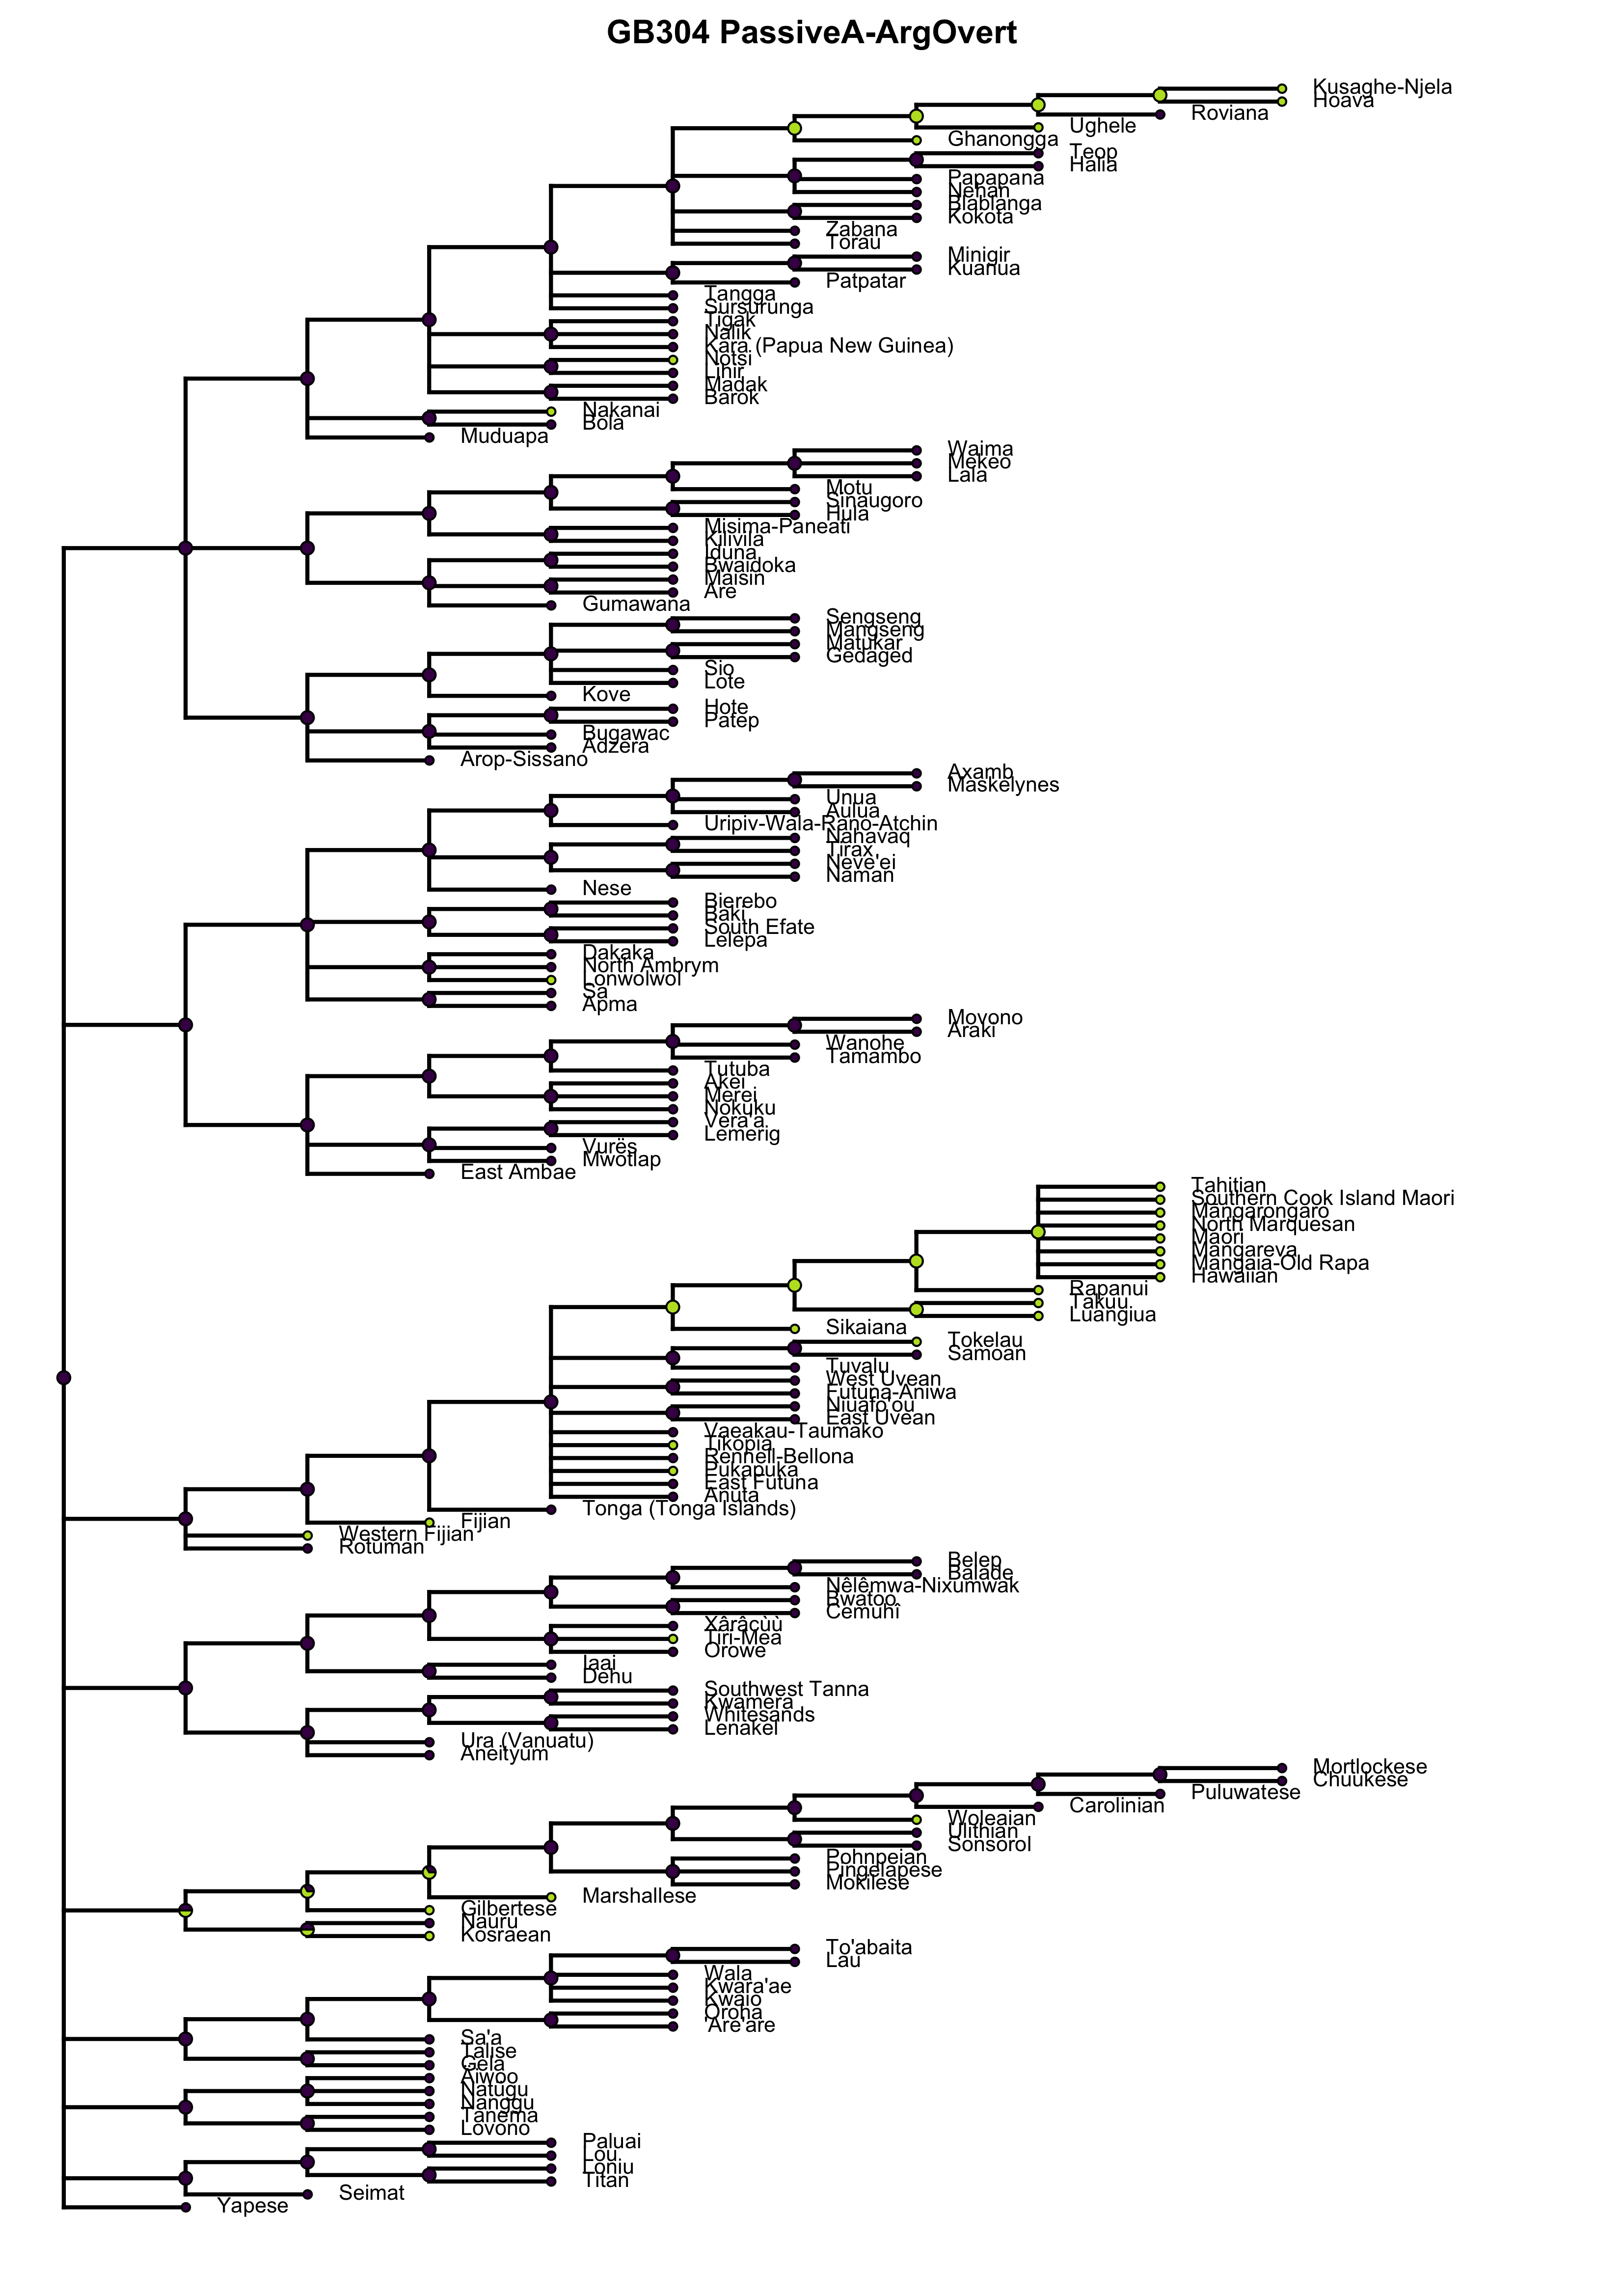 GB304 PassiveA-ArgOvert
Kusaghe-Njela
Hoava
Roviana
Ughele
Ghanongga
Teop
Halia
Papapana
Nehan
Blablanga
Kokota
Zabana
Torau
Minigir
Kuanua
Patpatar
Tangga
Sursurunga
Tigak
Nalik
Kara (Papua New Guinea)
Notsi
Lihir
Madak
Barok
Nakanai
Bola
Muduapa
Waima
Mekeo
Lala
Motu
Sinaugoro
Hula
Misima-Paneati
Kilivila
Iduna
Bwaidoka
Maisin
Are
Gumawana
Sengseng
Mangseng
Matukar
Gedaged
Sio
Lote
Kove
Hote
Patep
Bugawac
Adzera
Arop-Sissano
Axamb
Maskelynes
Unua
Aulua
Uripiv-Wala-Rano-Atchin
Nahavaq
Tirax
Neve'ei
Naman
Nese
Bierebo
Baki
South Efate
Lelepa
Dakaka
North Ambrym
Lonwolwol
Sa
Apma
Movono
Araki
Wanohe
Tamambo
Tutuba
Akei
Merei
Nokuku
Vera'a
Lemerig
Vurës
Mwotlap
East Ambae
Tahitian
Southern Cook Island Maori
Mangarongaro
North Marquesan
Maori
Mangareva
Mangaia-Old Rapa
Hawaiian
Rapanui
Takuu
Luangiua
Sikaiana
Tokelau
Samoan
Tuvalu
West Uvean
Futuna-Aniwa
Niuafo'ou
East Uvean
Vaeakau-Taumako
Tikopia
Rennell-Bellona
Pukapuka
East Futuna
Anuta
Tonga (Tonga Islands)
Fijian
Western Fijian
Rotuman
Belep
Balade
Nêlêmwa-Nixumwak
Bwatoo
Cemuhî
Xârâcùù
Tiri-Mea
Orowe
Iaai
Dehu
Southwest Tanna
Kwamera
Whitesands
Lenakel
Ura (Vanuatu)
Aneityum
Mortlockese
Chuukese
Puluwatese
Carolinian
Woleaian
Ulithian
Sonsorol
Pohnpeian
Pingelapese
Mokilese
Marshallese
Gilbertese
Nauru
Kosraean
To'abaita
Lau
Wala
Kwara'ae
Kwaio
Oroha
'Are'are
Sa'a
Talise
Gela
Äiwoo
Natügu
Nanggu
Tanema
Lovono
Paluai
Lou
Loniu
Titan
Seimat
Yapese